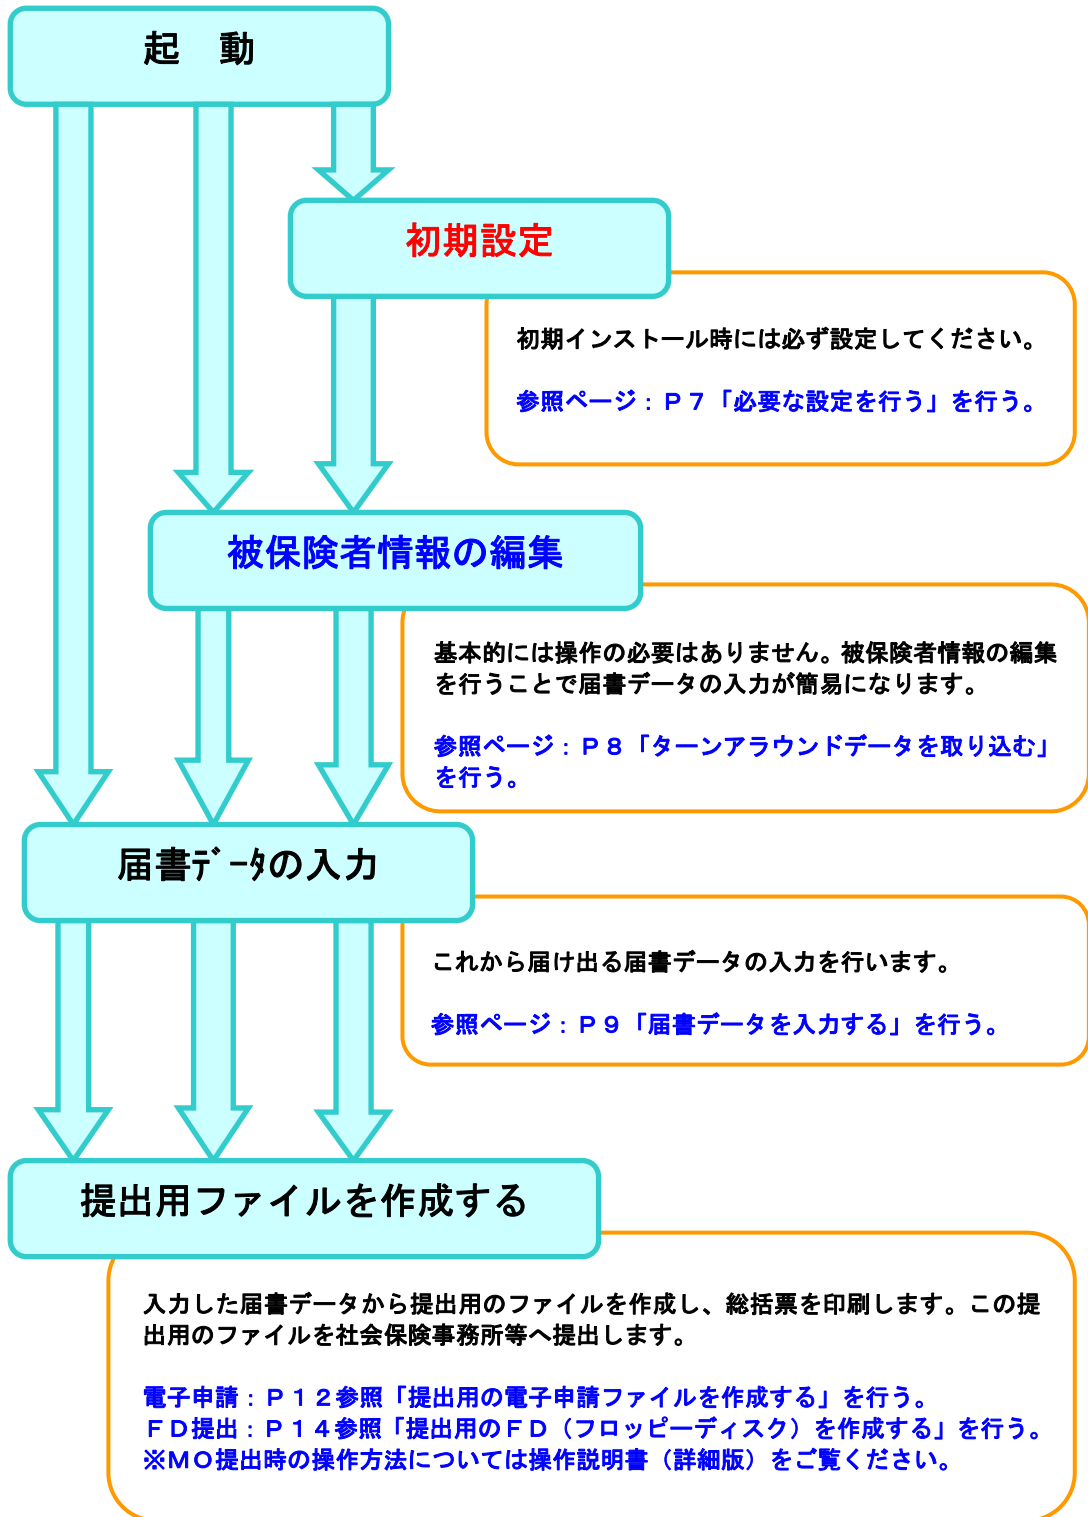 起　動
初期設定
初期インストール時には必ず設定してください。
参照ページ：Ｐ７「必要な設定を行う」を行う。
被保険者情報の編集
基本的には操作の必要はありません。被保険者情報の編集
を行うことで届書データの入力が簡易になります。
参照ページ：Ｐ８「ターンアラウンドデータを取り込む」
を行う。
届書ﾃﾞｰﾀの入力
これから届け出る届書データの入力を行います。
参照ページ：Ｐ９「届書データを入力する」を行う。
提出用ファイルを作成する
入力した届書データから提出用のファイルを作成し、総括票を印刷します。この提
出用のファイルを社会保険事務所等へ提出します。
電子申請：Ｐ１２参照「提出用の電子申請ファイルを作成する」を行う。
ＦＤ提出：Ｐ１４参照「提出用のＦＤ（フロッピーディスク）を作成する」を行う。
※ＭＯ提出時の操作方法については操作説明書（詳細版）をご覧ください。